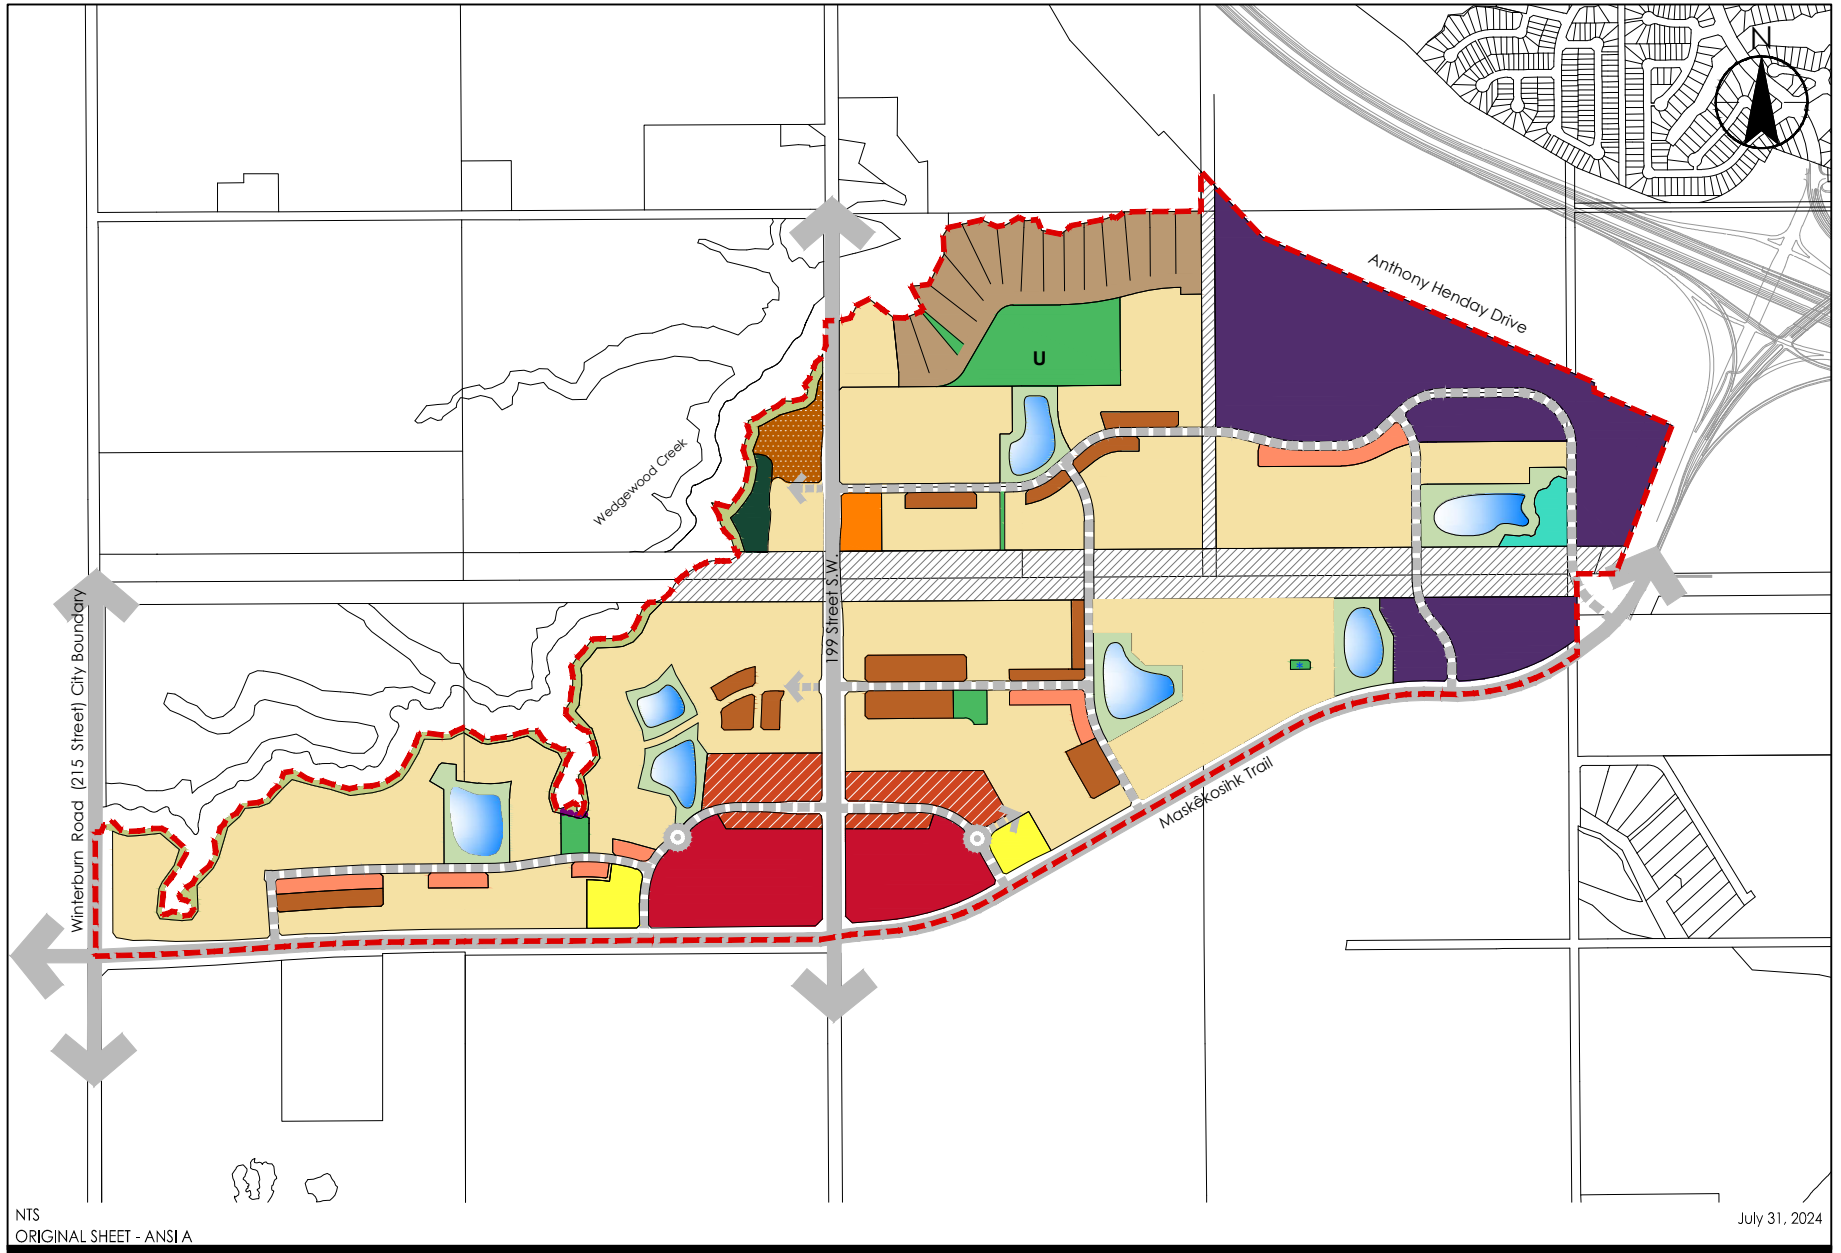 N
Anthony Henday Drive
U
Wedgewood Creek
199 Street S.W.
*
Winterburn Road (215 Street) City Boundary
Maskêkosihk Trail
NTS
ORIGINAL SHEET - ANSI A
July 31, 2024